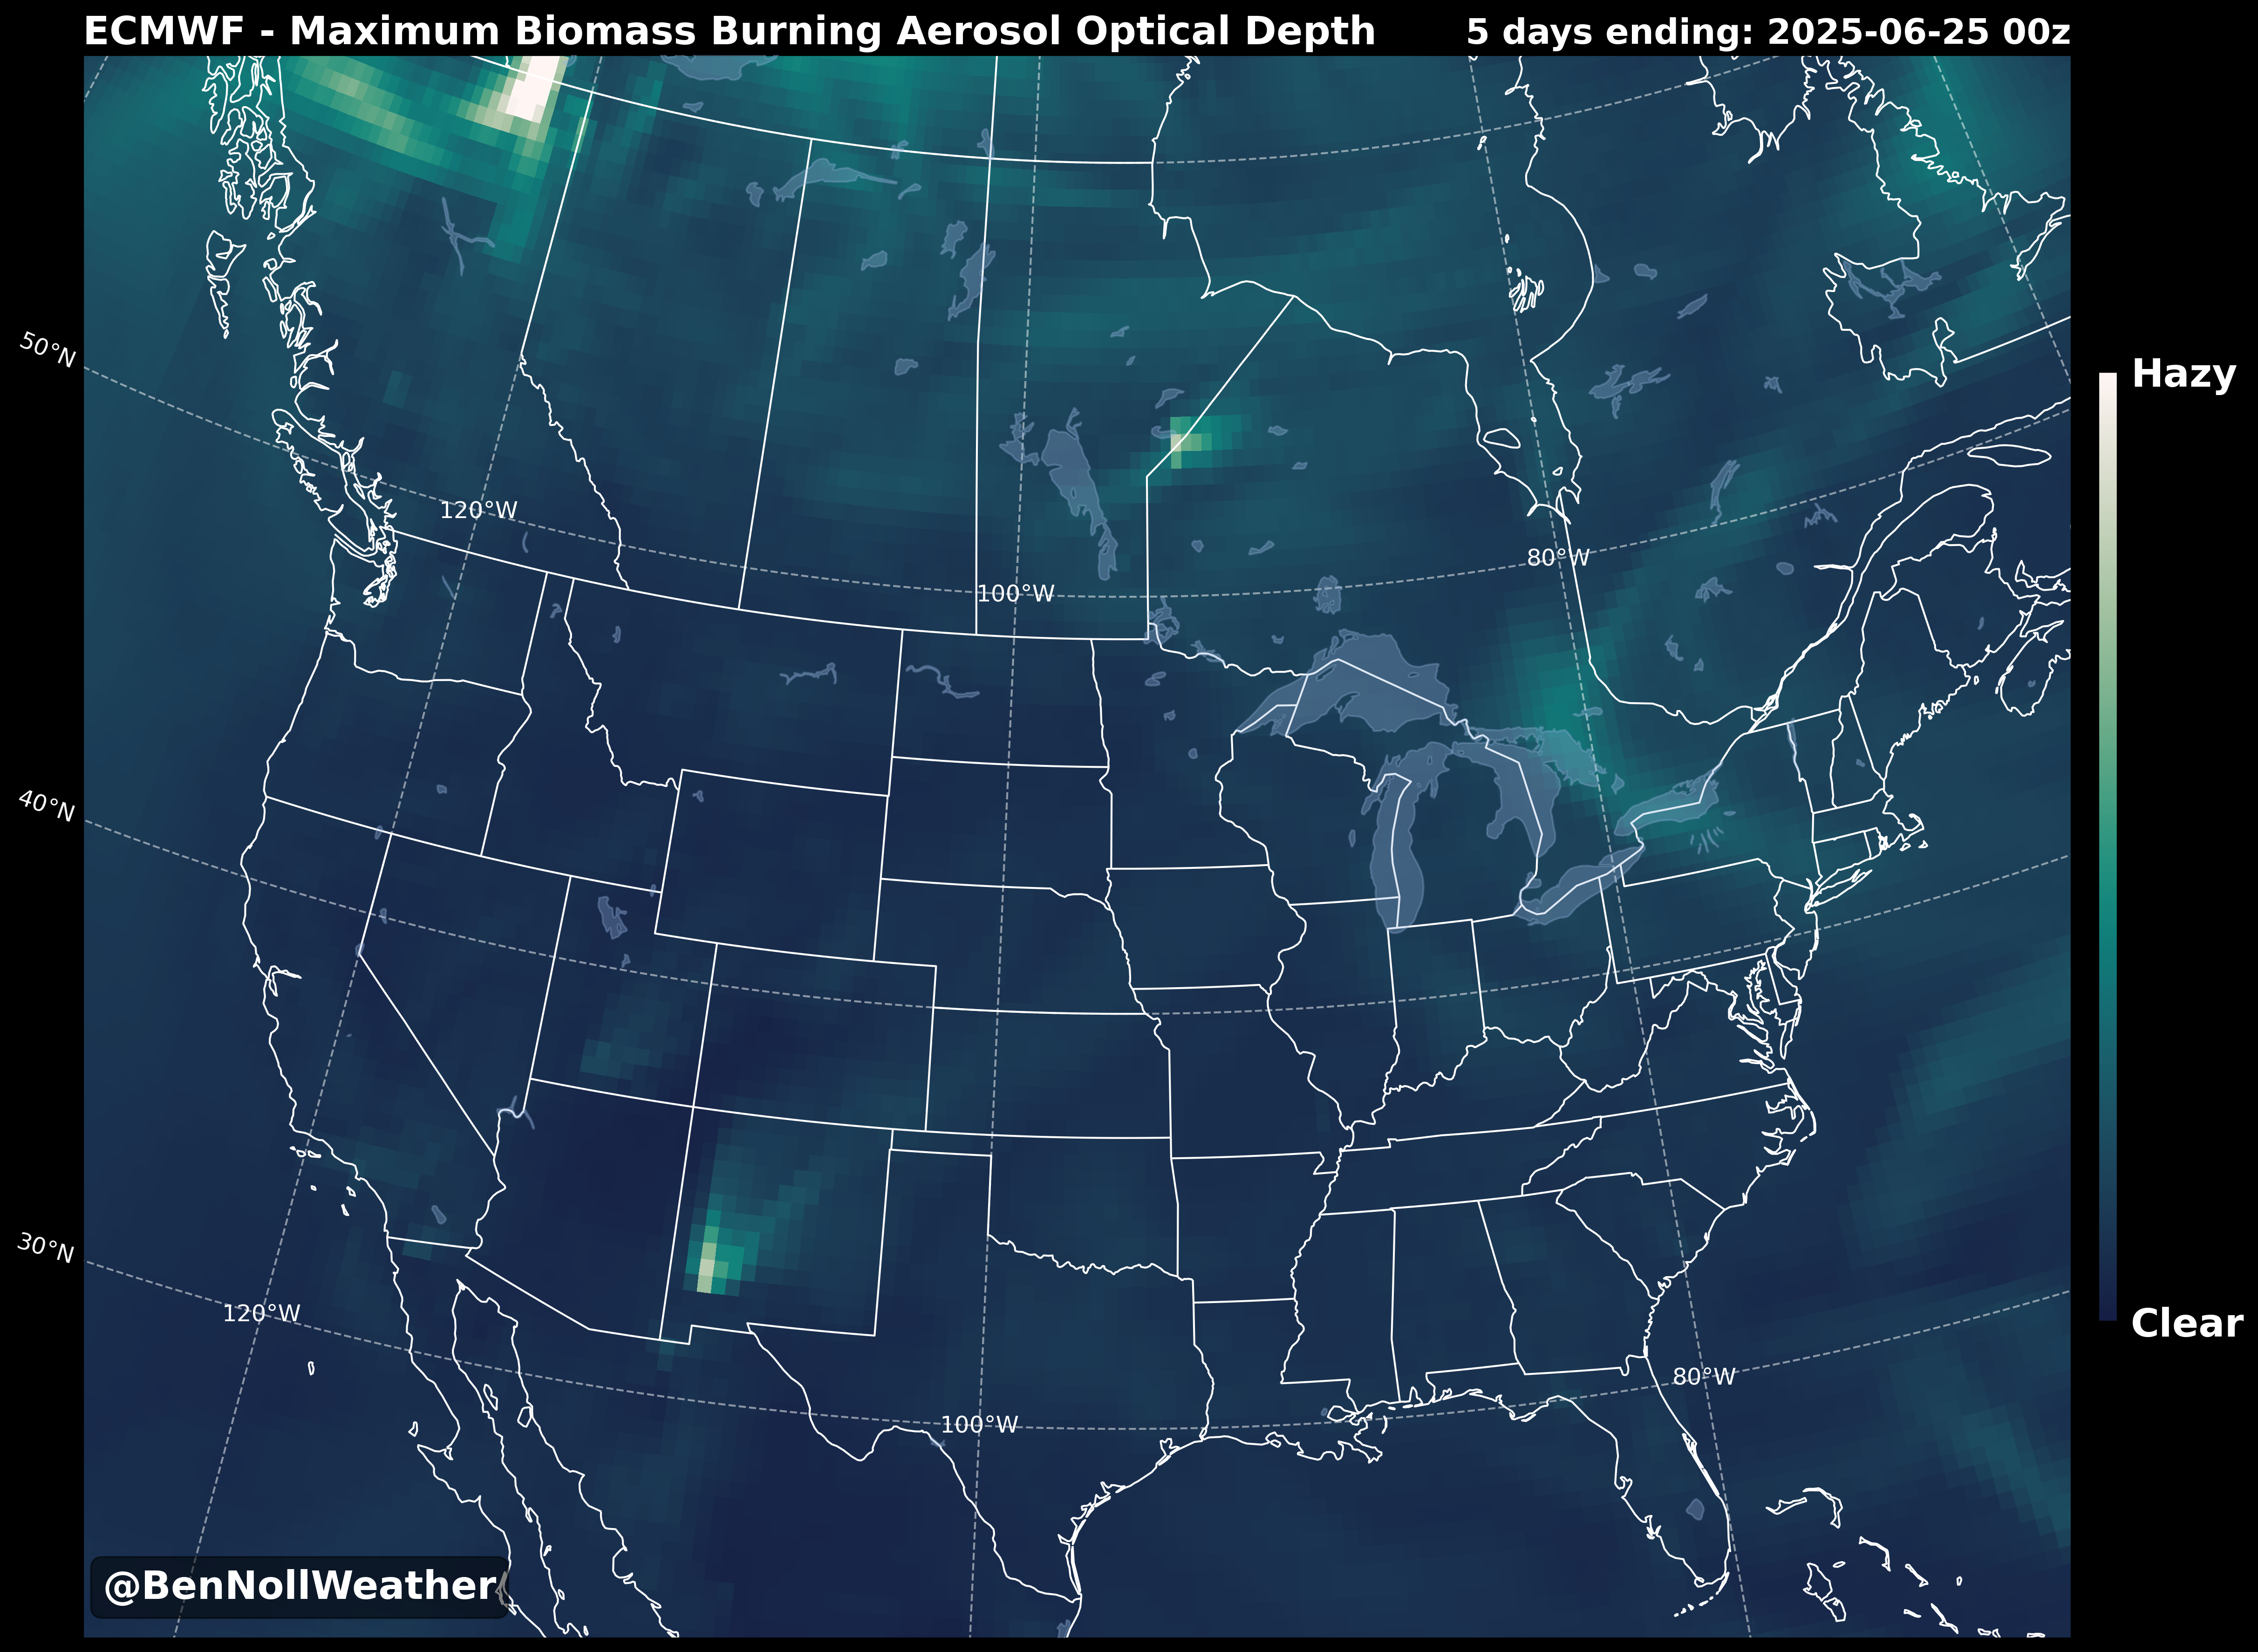 ECMWF - Maximum Biomass Burning Aerosol Optical Depth
5 days ending: 2025-06-25 00z
50°N
Hazy
120°W
80°W
100°W
40°N
30°N
120°W
Clear
80°W
100°W
@BenNollWeather